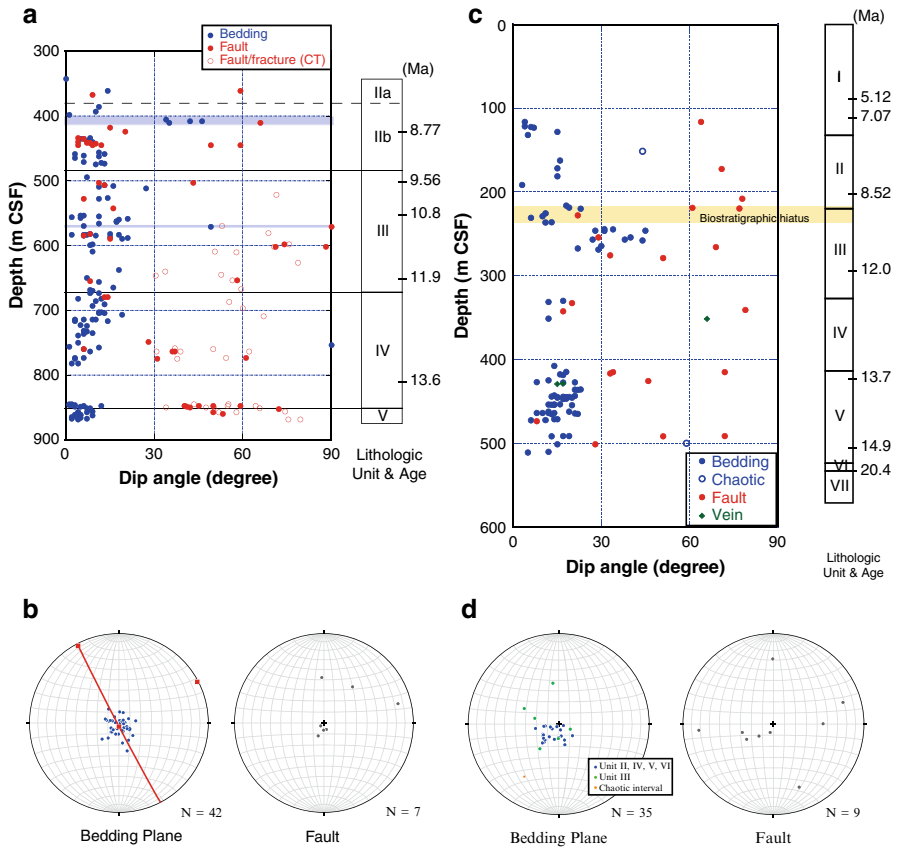 a
Bedding
Fault
Fault/fracture (CT)
300
400
500
600
700
800
900
Depth (m CSF)
0
30
60
90
Dip angle (degree)
(Ma)
IIa
IIb
III
IV
V
8.77
9.56
10.8
11.9
13.6
Lithologic
Unit & Age
c
0
100
200
300
400
500
600
Depth (m CSF)
Biostratigraphic hiatus
Bedding
Chaotic
Fault
Vein
0
30
60
90
Dip angle (degree)
(Ma)
I
II
III
IV
V
VI
VII
5.12
7.07
8.52
12.0
13.7
14.9
20.4
Lithologic
Unit & Age
b
N = 42
Bedding Plane
N = 7
Fault
d
Unit II, IV, V, VI
Unit III
Chaotic interval
N = 35
Bedding Plane
N = 9
Fault